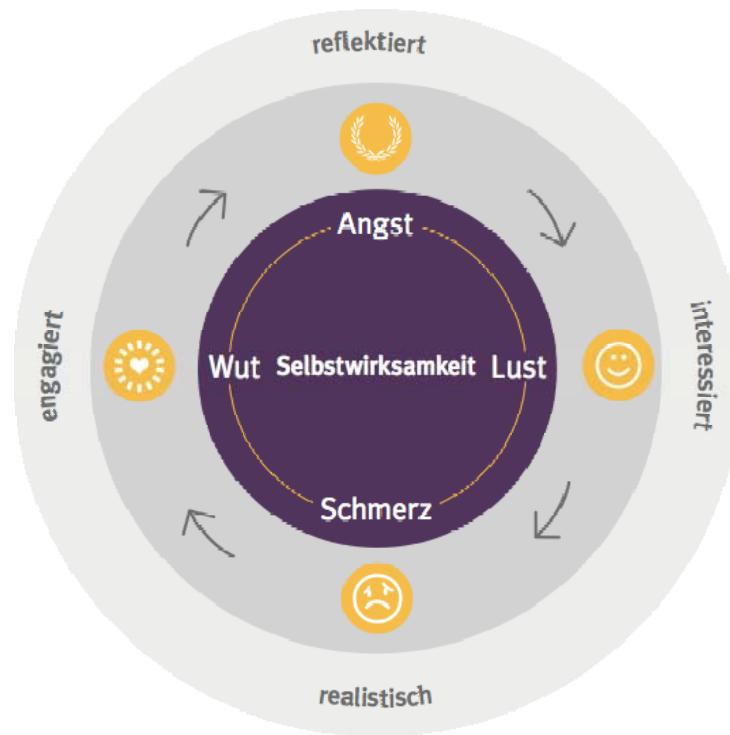 reflektiert
Angst
engagiert
Wut
Selbstwirksamkeit
Lust
interessiert
Schmerz
realistisch